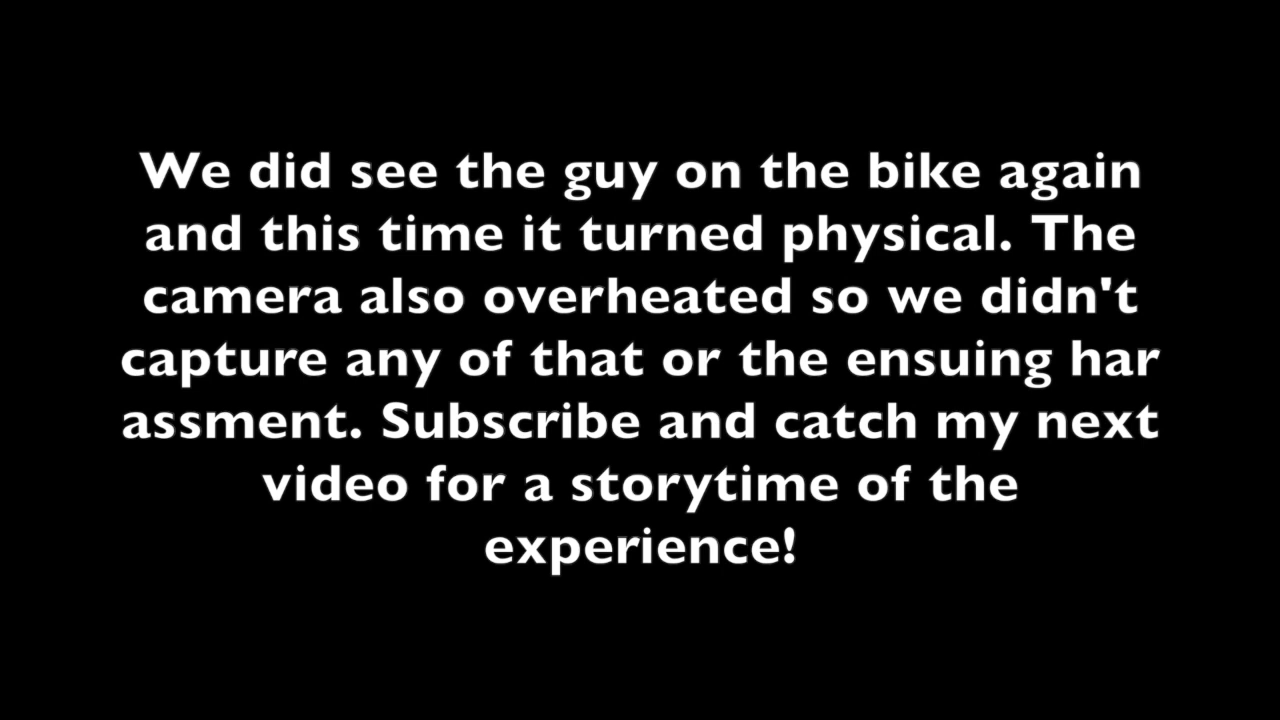 We did see the guy on the bike again
and this time it turned physical. The
camera also overheated so we didn't
capture any of that or the ensuing har
assment. Subscribe and catch my next
video for a storytime of the
experience!